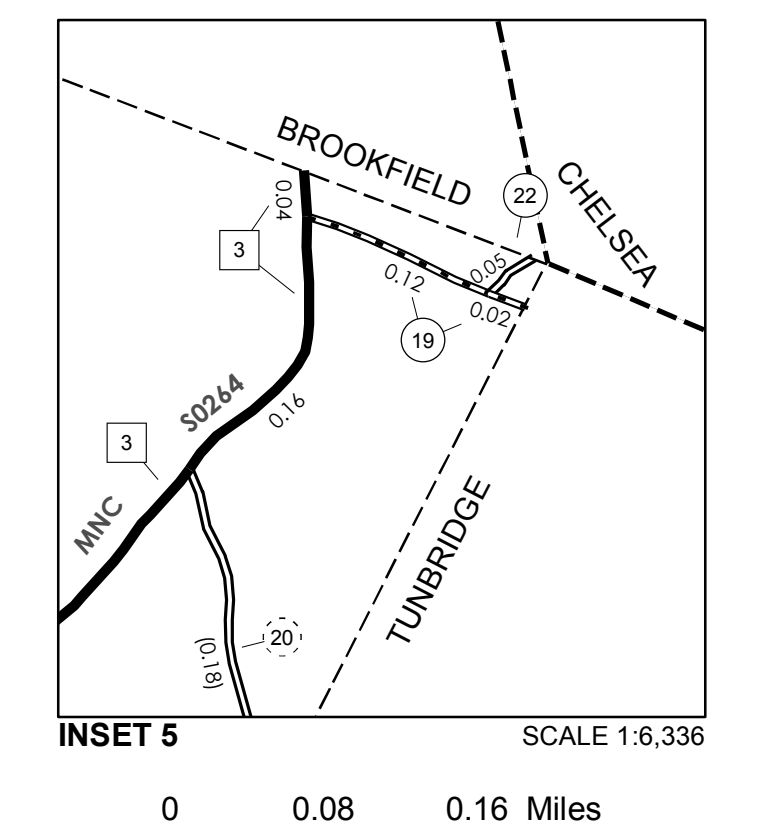 BROOKFIELD
CHELSEA
22
0.04
3
0.05
0.12
0.02
19
S0264
0.16
3
MNC
TUNBRIDGE
20
(0.18)
INSET 5
SCALE 1:6,336
0 0.08 0.16 Miles